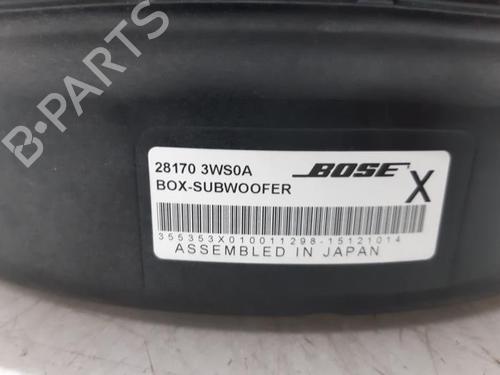 28170 3WS0A
BOSE
BOX-SUBWOOFER
X
355353X010011298-15121014
ASSEMBLED IN JAPAN
B-PARTS